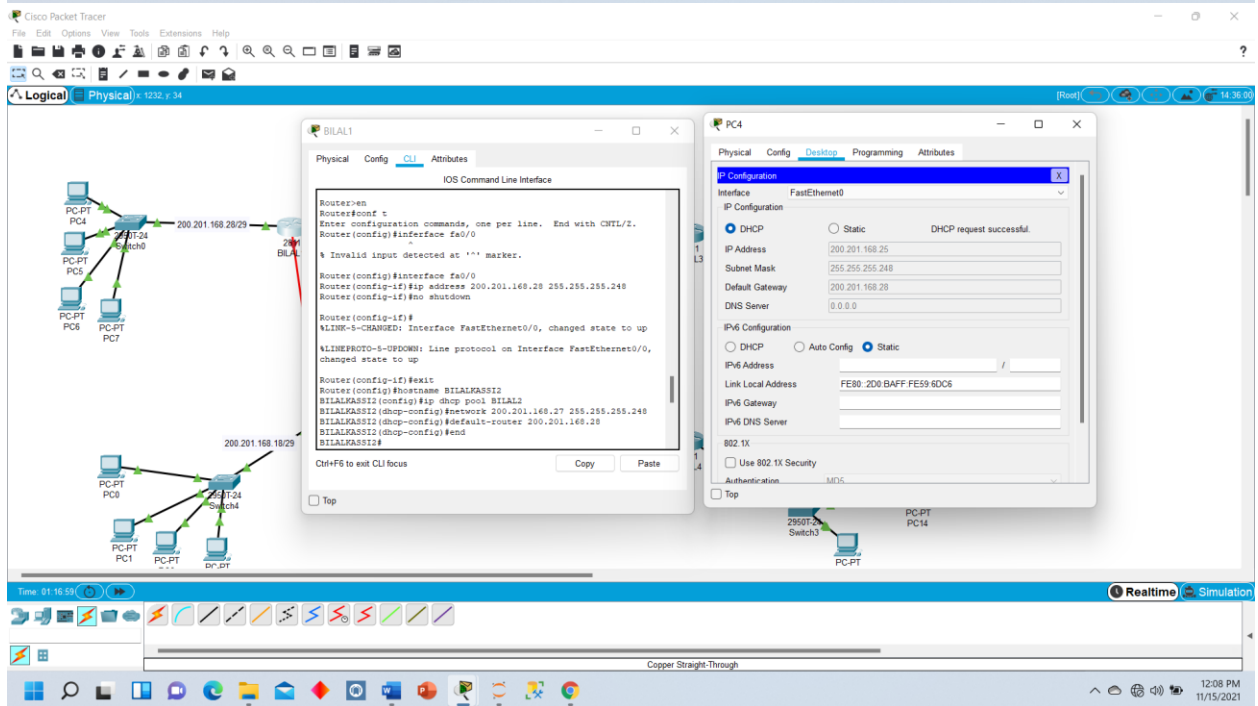 Cisco Packet Tracer
File Edit Options View Tools Extensions Help
?
Logical Physical x: 1232, y: 34
[Root] 14:36:00
BILAL1
Physical Config CLI Attributes
IOS Command Line Interface
Router>en
Router#conf t
Enter configuration commands, one per line. End with CNTL/Z.
Router(config)#inferface fa0/0
^
% Invalid input detected at '^' marker.
Router(config)#interface fa0/0
Router(config-if)#ip address 200.201.168.28 255.255.255.248
Router(config-if)#no shutdown
Router(config-if)#
%LINK-5-CHANGED: Interface FastEthernet0/0, changed state to up
%LINEPROTO-5-UPDOWN: Line protocol on Interface FastEthernet0/0,
changed state to up
Router(config-if)#exit
Router(config)#hostname BILALKASSI2
BILALKASSI2(config)#ip dhcp pool BILAL2
BILALKASSI2(dhcp-config)#network 200.201.168.27 255.255.255.248
BILALKASSI2(dhcp-config)#default-router 200.201.168.28
BILALKASSI2(dhcp-config)#end
BILALKASSI2#
Ctrl+F6 to exit CLI focus
Copy Paste
Top
PC4
Physical Config Desktop Programming Attributes
IP Configuration X
Interface FastEthernet0
IP Configuration
DHCP Static DHCP request successful.
IP Address 200.201.168.25
Subnet Mask 255.255.255.248
Default Gateway 200.201.168.28
DNS Server 0.0.0.0
IPv6 Configuration
DHCP Auto Config Static
IPv6 Address /
Link Local Address FE80::2D0:BAFF:FE59:6DC6
IPv6 Gateway
IPv6 DNS Server
802.1X
Use 802.1X Security
Authentication MD5
Top
PC-PT
PC4
200.201.168.28/29
2950T-24
Switch0
PC-PT
PC5
PC-PT
PC6
PC-PT
PC7
200.201.168.18/29
PC-PT
PC0
2950T-24
Switch4
PC-PT
PC1
PC-PT
PC-PT
2950T-24
Switch3
PC-PT
PC14
PC-PT
Time: 01:16:59
Realtime Simulation
Copper Straight-Through
12:08 PM
11/15/2021